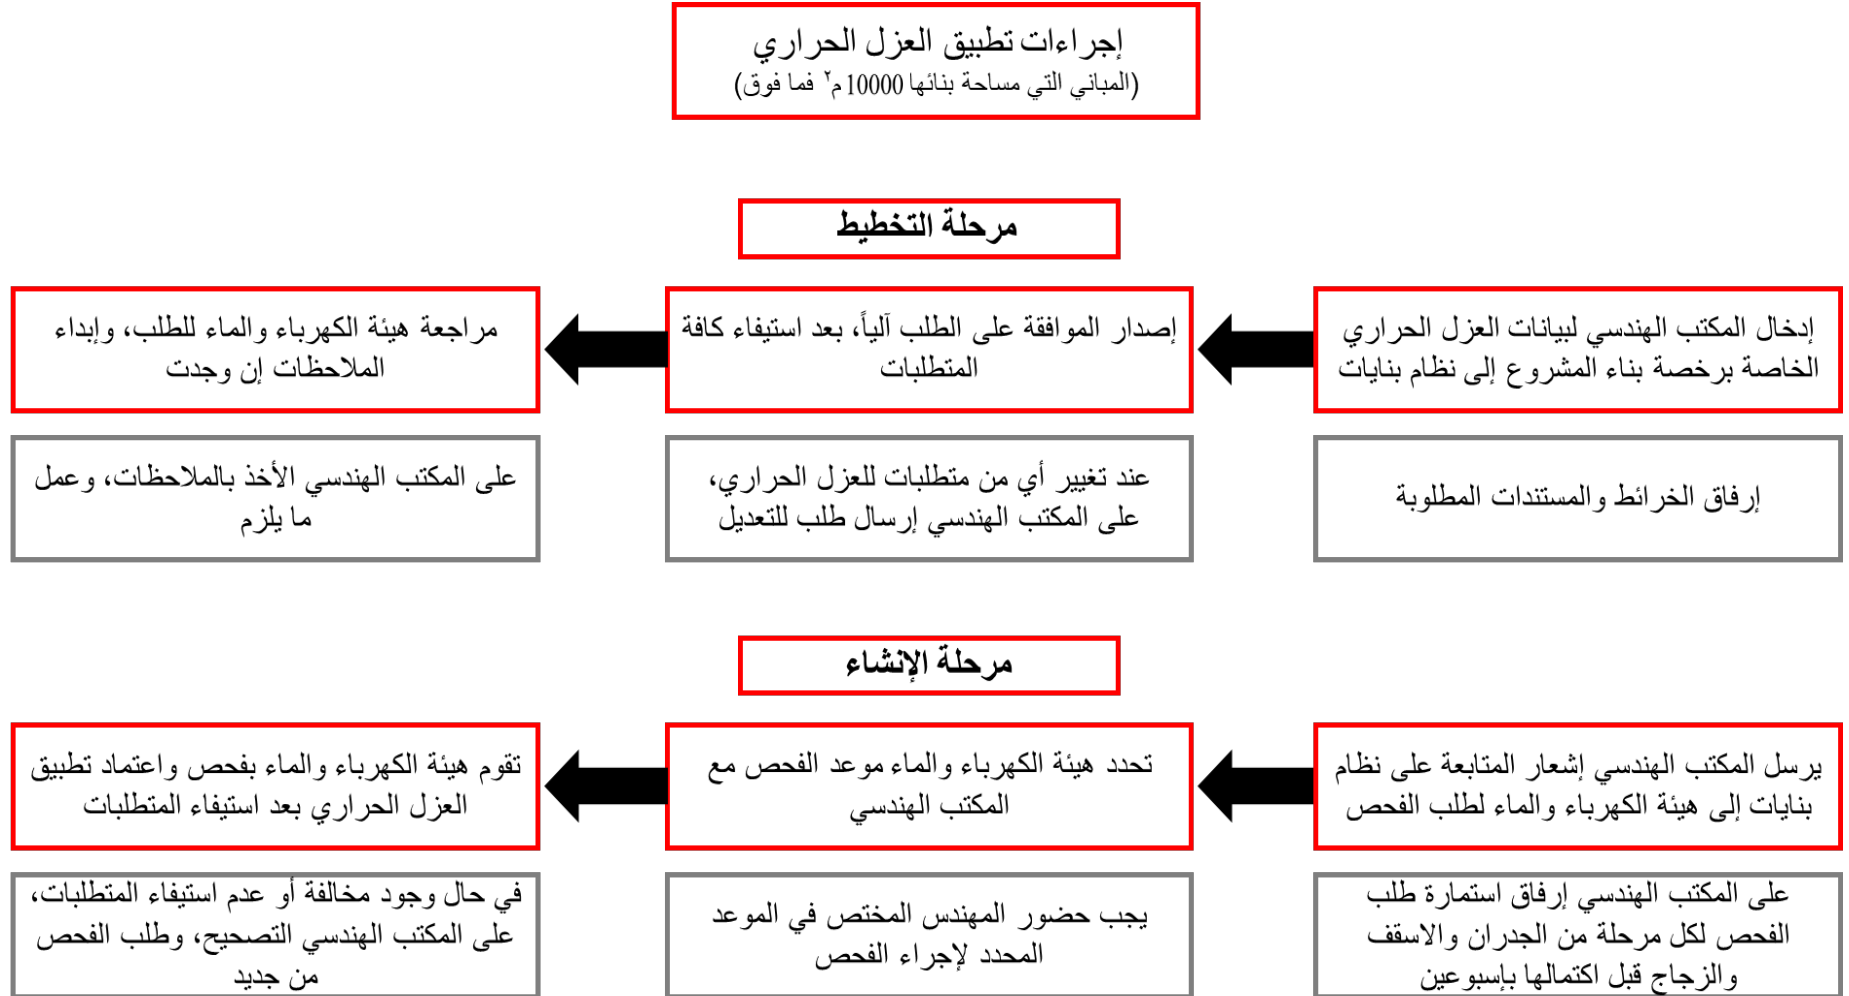 إجراءات تطبيق العزل الحراري
(المباني التي مساحة بنائها 10000 م٢ فما فوق)
مرحلة التخطيط
إدخال المكتب الهندسي لبيانات العزل الحراري
الخاصة برخصة بناء المشروع إلى نظام بنايات
إصدار الموافقة على الطلب آلياً، بعد استيفاء كافة
المتطلبات
مراجعة هيئة الكهرباء والماء للطلب، وإبداء
الملاحظات إن وجدت
إرفاق الخرائط والمستندات المطلوبة
عند تغيير أي من متطلبات للعزل الحراري،
على المكتب الهندسي إرسال طلب للتعديل
على المكتب الهندسي الأخذ بالملاحظات، وعمل
ما يلزم
مرحلة الإنشاء
يرسل المكتب الهندسي إشعار المتابعة على نظام
بنايات إلى هيئة الكهرباء والماء لطلب الفحص
تحدد هيئة الكهرباء والماء موعد الفحص مع
المكتب الهندسي
تقوم هيئة الكهرباء والماء بفحص واعتماد تطبيق
العزل الحراري بعد استيفاء المتطلبات
على المكتب الهندسي إرفاق استمارة طلب
الفحص لكل مرحلة من الجدران والاسقف
والزجاج قبل اكتمالها بإسبوعين
يجب حضور المهندس المختص في الموعد
المحدد لإجراء الفحص
في حال وجود مخالفة أو عدم استيفاء المتطلبات،
على المكتب الهندسي التصحيح، وطلب الفحص
من جديد